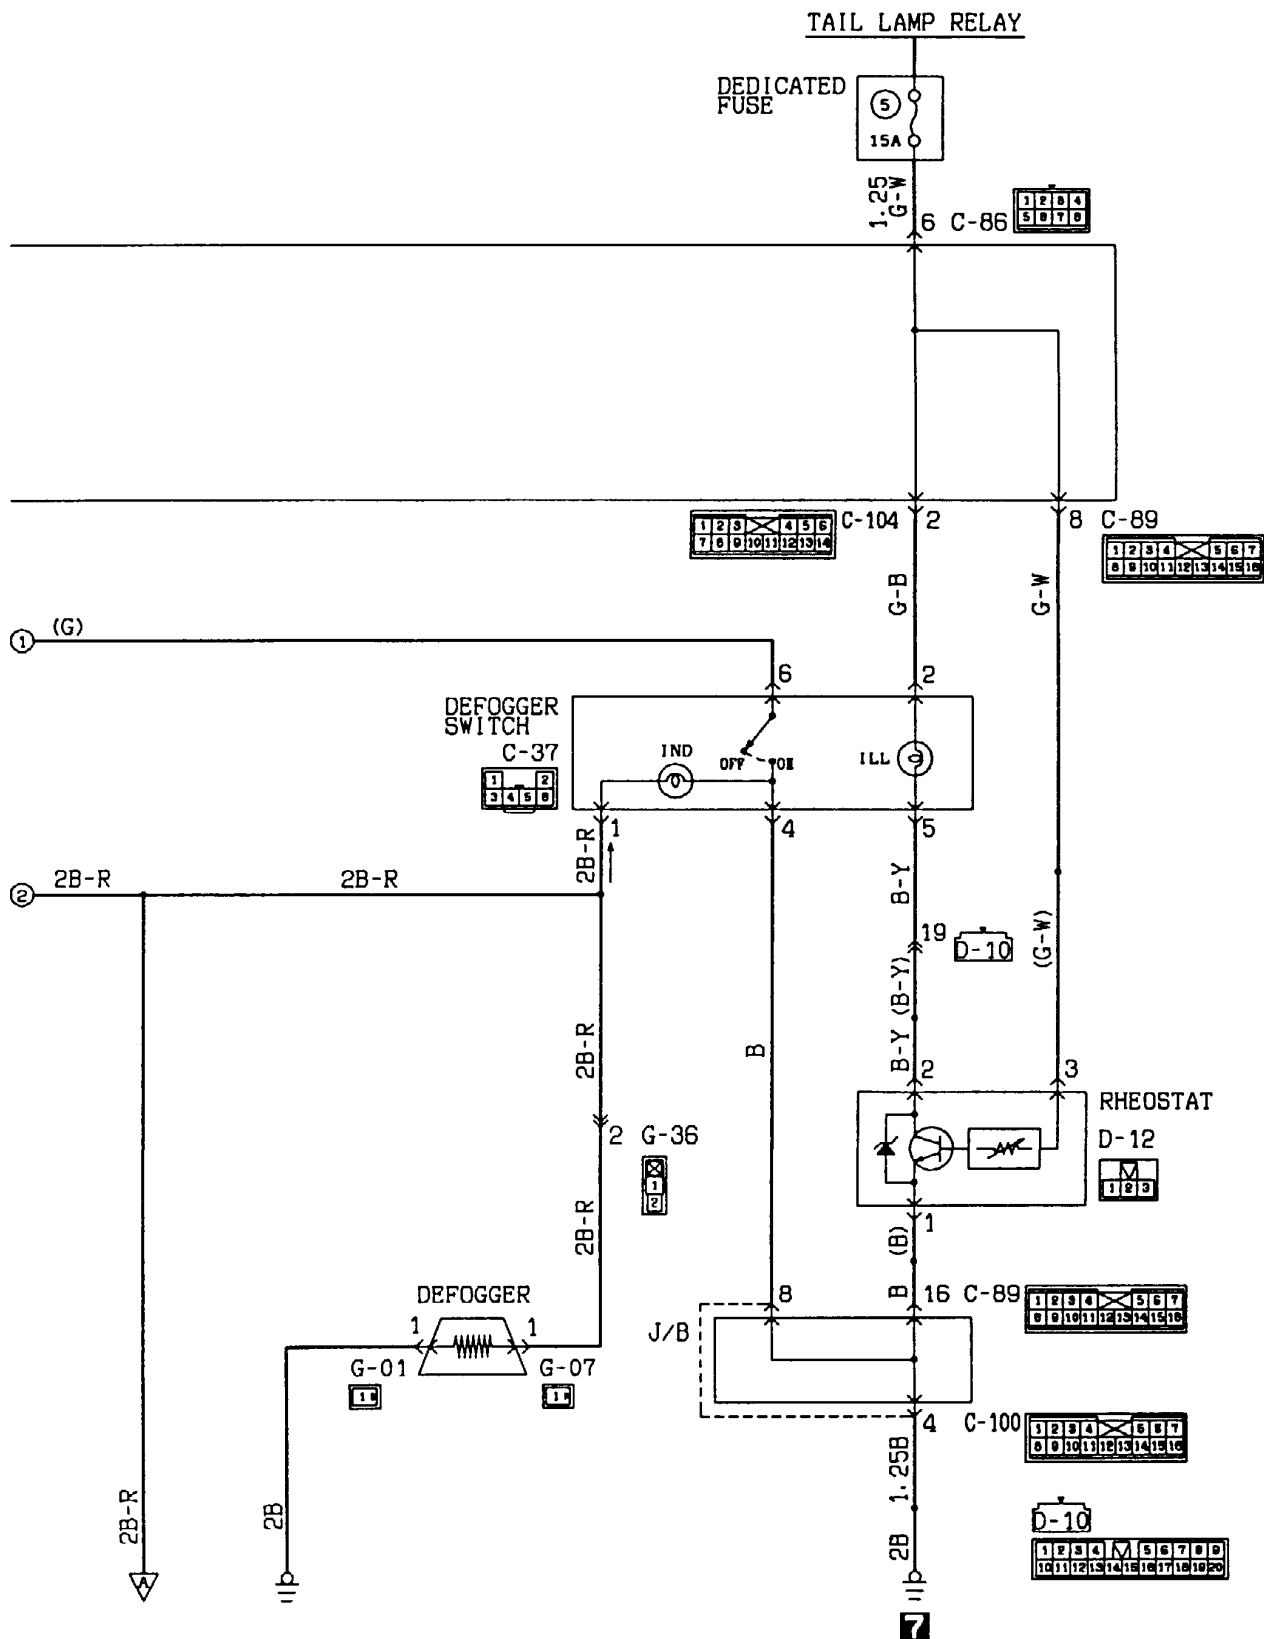 TAIL LAMP RELAY
DEDICATED
FUSE
5
15A
1.25
G-W
6 C-86
1 2 3 4
5 6 7 8
1 2 3 4 5 6
7 8 9 10 11 12 13 14
C-104 2
8 C-89
1 2 3 4 5 6 7
8 9 10 11 12 13 14 15 16
G-B
G-W
1 (G)
6
2
DEFOGGER
SWITCH
C-37
1 2
3 4 5 6
IND
OFF ON
ILL
1
4
5
2B-R
B-Y
2 2B-R
2B-R
19 D-10
(B-Y)
(G-W)
2B-R
B
B-Y
2
3
RHEOSTAT
D-12
1 2 3
2 G-36
1
2
2B-R
1
(B)
B
DEFOGGER
1
1
G-01
1
G-07
1
J/B
8
16 C-89
1 2 3 4 5 6 7
8 9 10 11 12 13 14 15 16
4 C-100
1 2 3 4 5 6 7
8 9 10 11 12 13 14 15 16
1.25B
2B-R
2B
2B
D-10
1 2 3 4 5 6 7 8 9
10 11 12 13 14 15 16 17 18 19 20
A
7